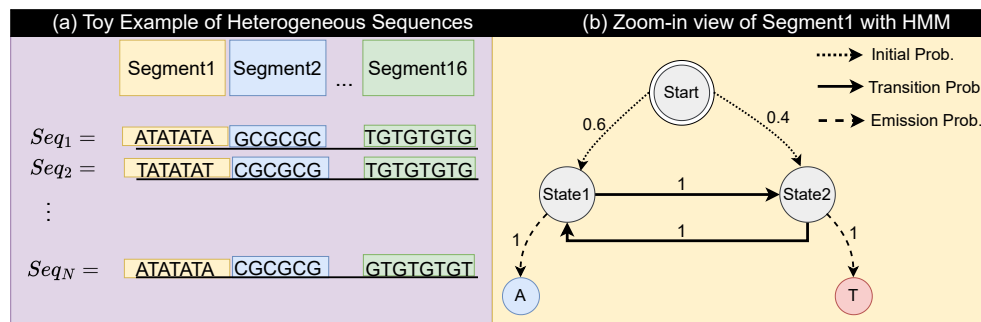 (a) Toy Example of Heterogeneous Sequences
Segment1 Segment2 ... Segment16
Seq1 = ATATATA GCGCGC TGTGTGTG
Seq2 = TATATAT CGCGCG TGTGTGTG
⋮
SeqN = ATATATA CGCGCG GTGTGTGT
(b) Zoom-in view of Segment1 with HMM
Initial Prob.
Transition Prob
Emission Prob.
Start
0.6 0.4
State1 1 State2
1
1 1
A T